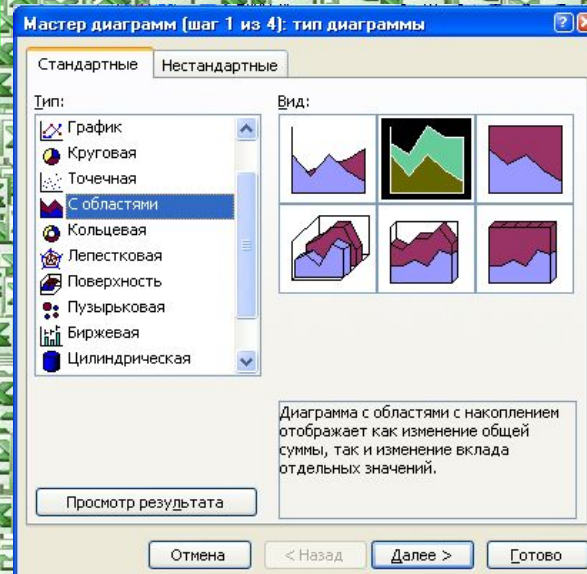 Мастер диаграмм (шаг 1 из 4): тип диаграммы
Стандартные
Нестандартные
Тип:
График
Круговая
Точечная
С областями
Кольцевая
Лепестковая
Поверхность
Пузырьковая
Биржевая
Цилиндрическая
Вид:
Диаграмма с областями с накоплением
отображает как изменение общей
суммы, так и изменение вклада
отдельных значений.
Просмотр результата
Отмена
< Назад
Далее >
Готово